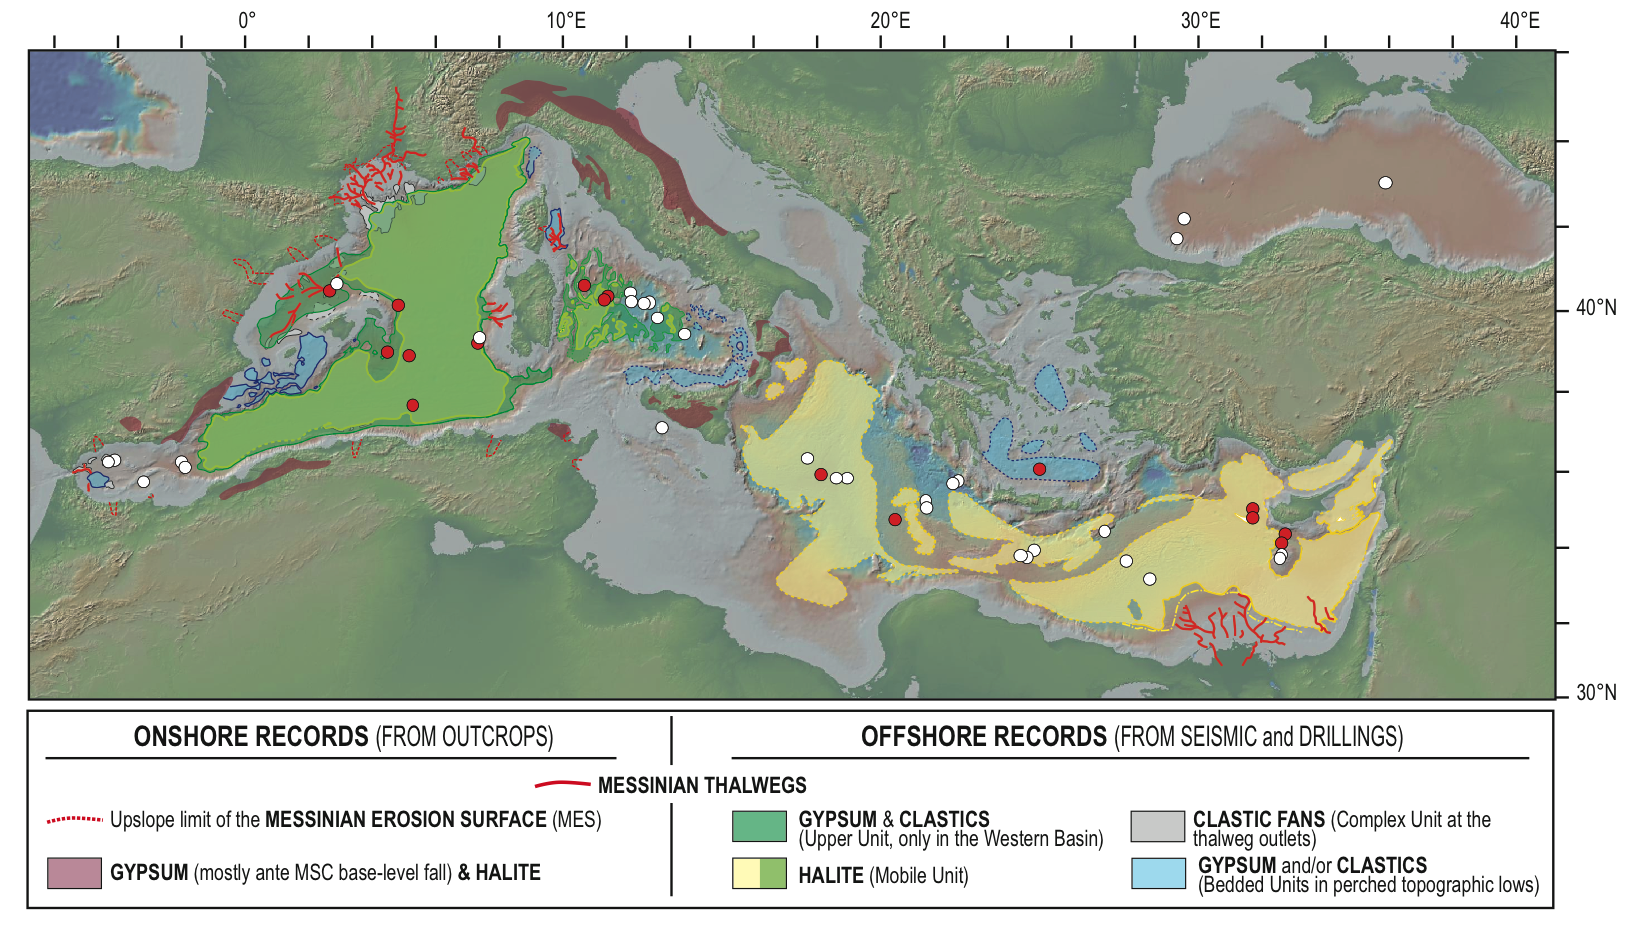 0°
10°E
20°E
30°E
40°E
40°N
30°N
ONSHORE RECORDS (FROM OUTCROPS)
OFFSHORE RECORDS (FROM SEISMIC and DRILLINGS)
MESSINIAN THALWEGS
Upslope limit of the MESSINIAN EROSION SURFACE (MES)
GYPSUM (mostly ante MSC base-level fall) & HALITE
GYPSUM & CLASTICS
(Upper Unit, only in the Western Basin)
HALITE (Mobile Unit)
CLASTIC FANS (Complex Unit at the
thalweg outlets)
GYPSUM and/or CLASTICS
(Bedded Units in perched topographic lows)